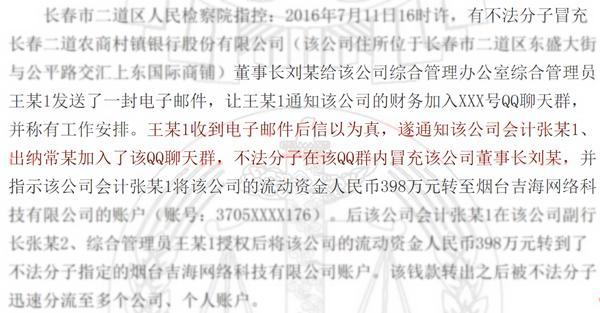 长春市二道区人民检察院指控：2016年7月11日16时许，有不法分子冒充
长春二道农商村镇银行股份有限公司（该公司住所位于长春市二道区东盛大街
与公平路交汇上东国际商铺）董事长刘某给该公司综合管理办公室综合管理员
王某1发送了一封电子邮件，让王某1通知该公司的财务加入XXX号QQ聊天群，
并称有工作安排。王某1收到电子邮件后信以为真，遂通知该公司会计张某1、
出纳常某加入了该QQ聊天群，不法分子在该QQ群内冒充该公司董事长刘某，并
指示该公司会计张某1将该公司的流动资金人民币398万元转至烟台吉海网络科
技有限公司的账户（账号：3705XXXX176）。后该公司会计张某1在该公司副行
长张某2、综合管理员王某1授权后将该公司的流动资金人民币398万元转到了
不法分子指定的烟台吉海网络科技有限公司账户。该钱款转出之后被不法分子
迅速分流至多个公司、个人账户。